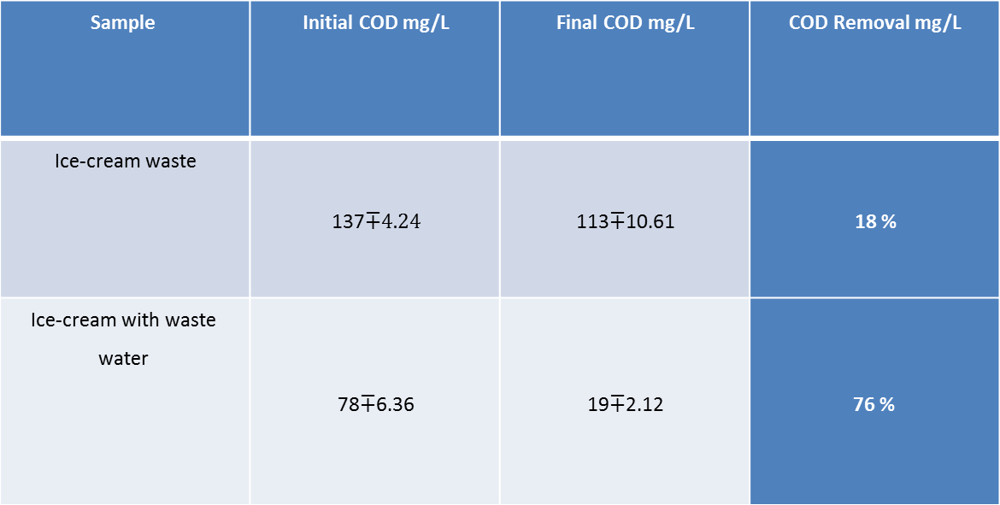 Sample
Initial COD mg/L
Final COD mg/L
COD Removal mg/L
Ice-cream waste
137∓4.24
113∓10.61
18 %
Ice-cream with waste
water
78∓6.36
19∓2.12
76 %